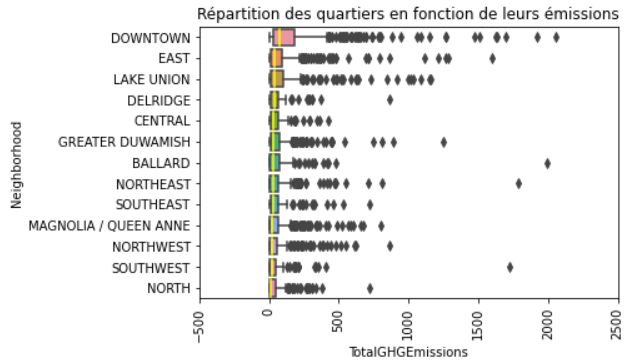 Répartition des quartiers en fonction de leurs émissions
Neighborhood
DOWNTOWN
EAST
LAKE UNION
DELRIDGE
CENTRAL
GREATER DUWAMISH
BALLARD
NORTHEAST
SOUTHEAST
MAGNOLIA / QUEEN ANNE
NORTHWEST
SOUTHWEST
NORTH
−500
0
500
1000
1500
2000
2500
TotalGHGEmissions